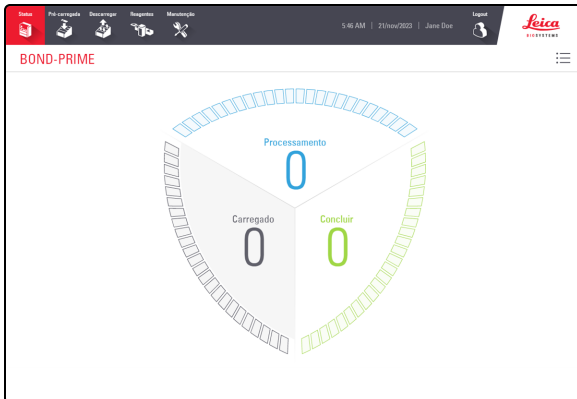 Status Pré-carregada Descarregar Reagentes Manutenção
5:46 AM | 21/nov/2023 | Jane Doe
Logout
Leica
BIOSYSTEMS
BOND-PRIME
Processamento
0
Carregado Concluir
0 0